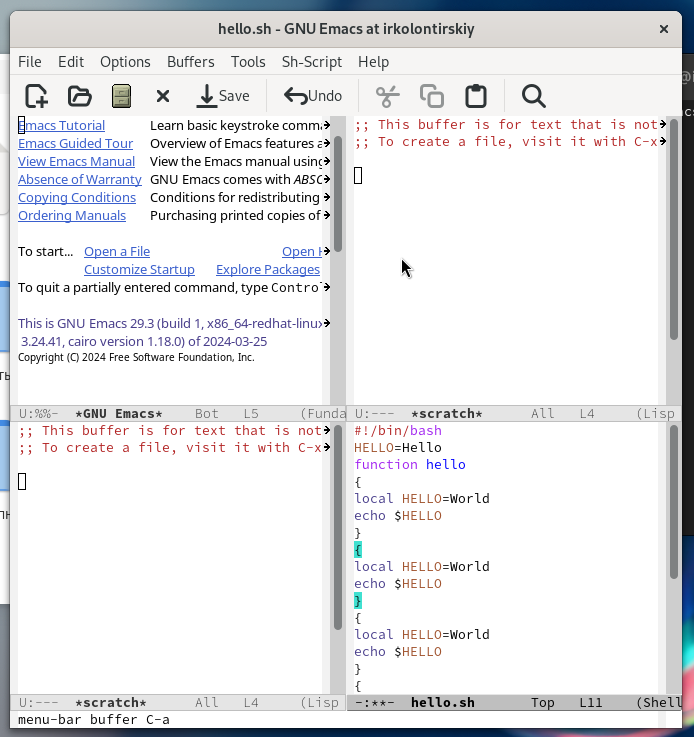 hello.sh - GNU Emacs at irkolontirskiy
File Edit Options Buffers Tools Sh-Script Help
Save Undo
Emacs Tutorial Learn basic keystroke comma
Emacs Guided Tour Overview of Emacs features a
View Emacs Manual View the Emacs manual using
Absence of Warranty GNU Emacs comes with ABSO
Copying Conditions Conditions for redistributing
Ordering Manuals Purchasing printed copies of
To start... Open a File Open H
Customize Startup Explore Packages
To quit a partially entered command, type Contro
This is GNU Emacs 29.3 (build 1, x86_64-redhat-linux
3.24.41, cairo version 1.18.0) of 2024-03-25
Copyright (C) 2024 Free Software Foundation, Inc.
U:%%- *GNU Emacs* Bot L5 (Funda
;; This buffer is for text that is not
;; To create a file, visit it with C-x
U:--- *scratch* All L4 (Lisp
;; This buffer is for text that is not
;; To create a file, visit it with C-x
U:--- *scratch* All L4 (Lisp
#!/bin/bash
HELLO=Hello
function hello
{
local HELLO=World
echo $HELLO
}
{
local HELLO=World
echo $HELLO
}
{
local HELLO=World
echo $HELLO
}
{
-:**- hello.sh Top L11 (Shell
menu-bar buffer C-a